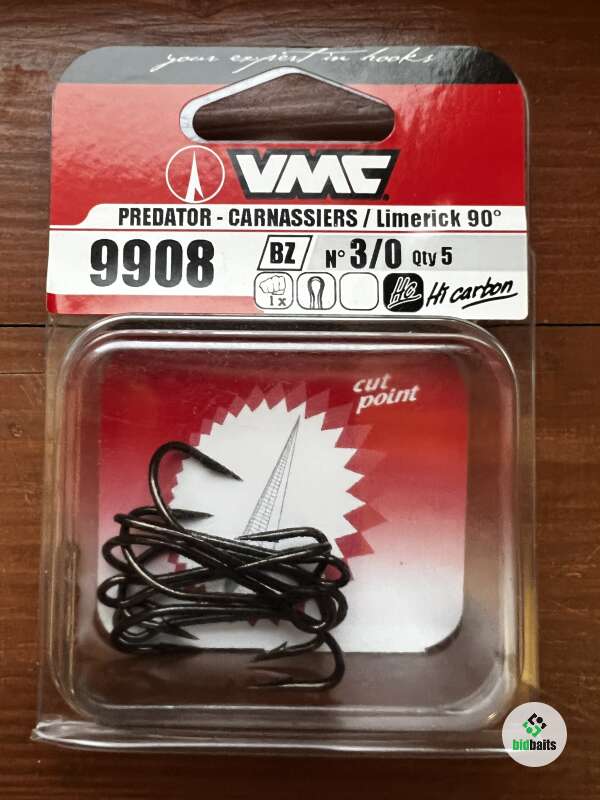 your expert in hooks
VMC
PREDATOR - CARNASSIERS / Limerick 90°
9908
BZ
N° 3/0 Qty 5
1x
Hc
Hi carbon
cut
point
bidbaits